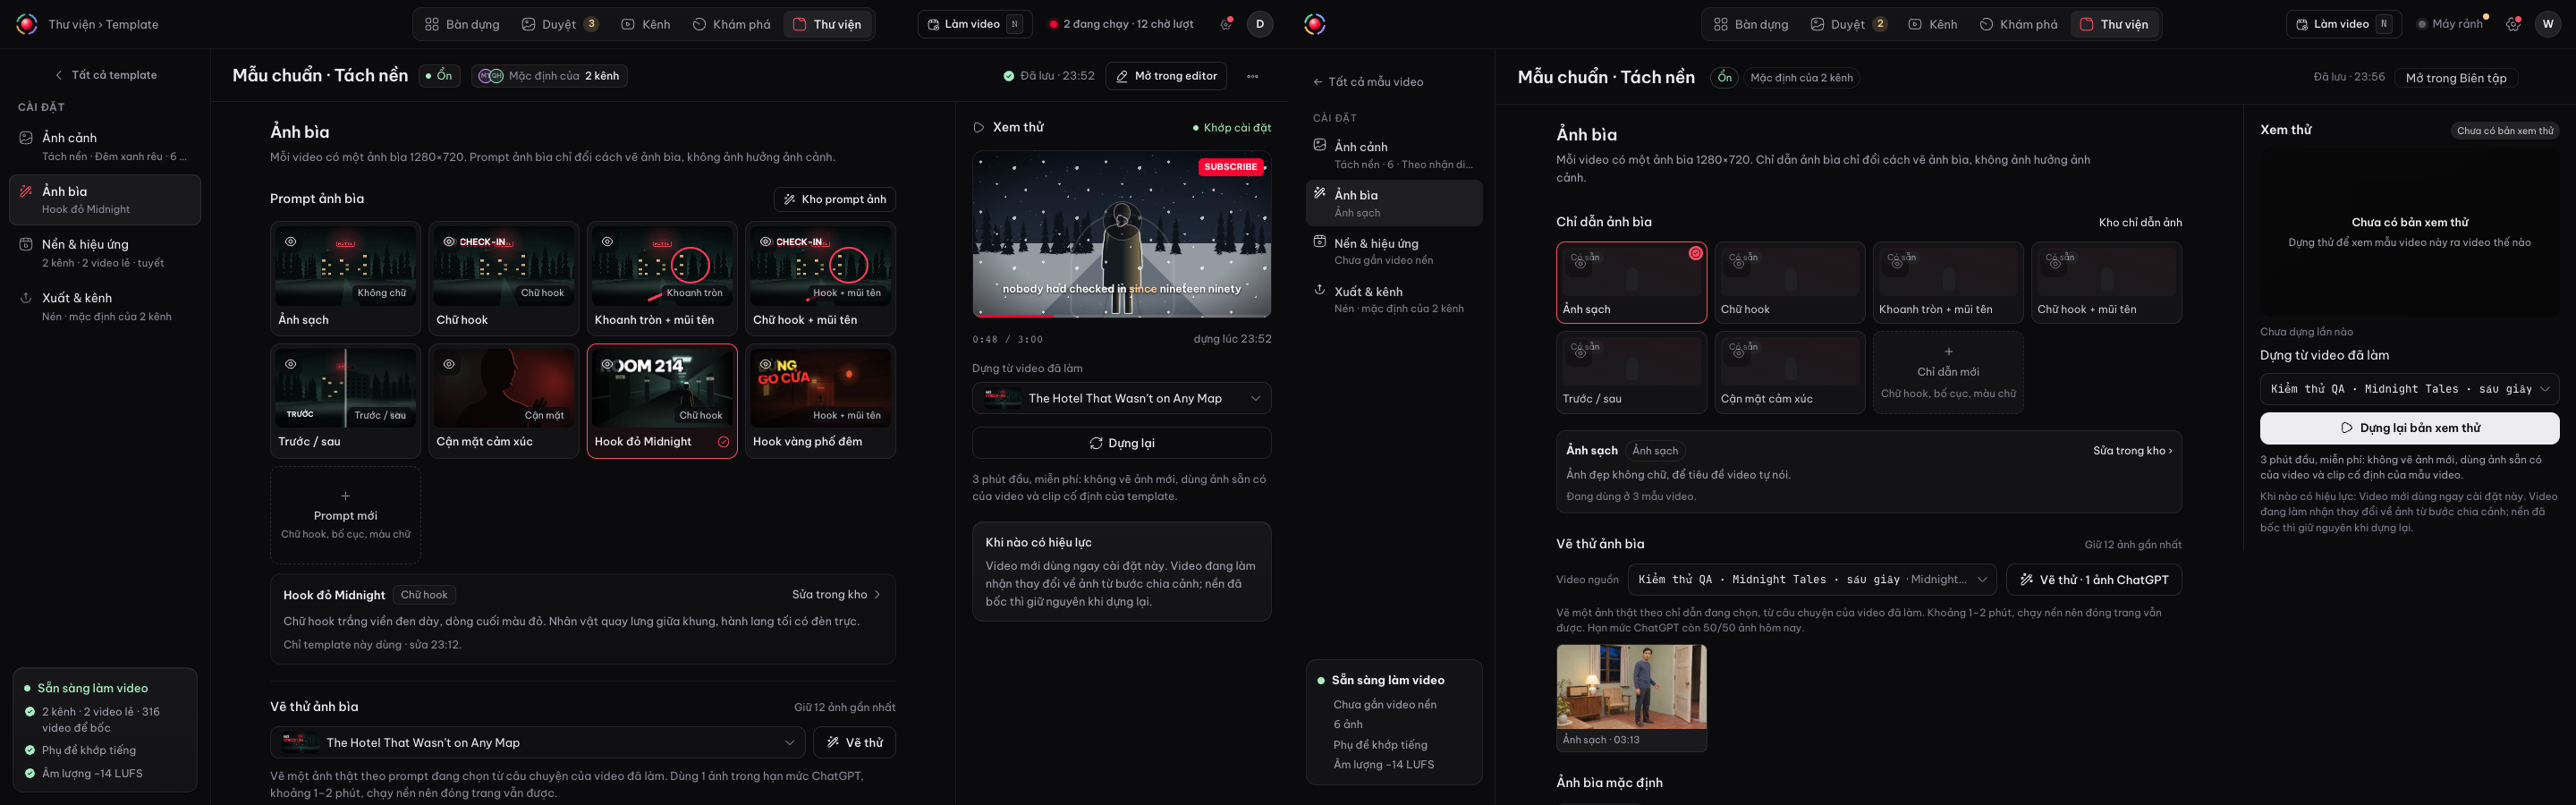 Thư viện › Template
Bàn dựng
Duyệt 3
Kênh
Khám phá
Thư viện
Làm video N
2 đang chạy · 12 chờ lượt
D
Tất cả template
CÀI ĐẶT
Ảnh cảnh
Tách nền · Đêm xanh rêu · 6 ...
Ảnh bìa
Hook đỏ Midnight
Nền & hiệu ứng
2 kênh · 2 video lẻ · tuyết
Xuất & kênh
Nén · mặc định của 2 kênh
Sẵn sàng làm video
2 kênh · 2 video lẻ · 316
video để bốc
Phụ đề khớp tiếng
Âm lượng -14 LUFS
Mẫu chuẩn · Tách nền
Ổn
Mặc định của 2 kênh
Đã lưu · 23:52
Mở trong editor
Ảnh bìa
Mỗi video có một ảnh bìa 1280×720. Prompt ảnh bìa chỉ đổi cách vẽ ảnh bìa, không ảnh hưởng ảnh cảnh.
Prompt ảnh bìa
Kho prompt ảnh
Không chữ
Ảnh sạch
CHECK-IN
Chữ hook
Chữ hook
Khoanh tròn
Khoanh tròn + mũi tên
CHECK-IN
Hook + mũi tên
Chữ hook + mũi tên
TRƯỚC
Trước / sau
Trước / sau
Cận mặt
Cận mặt cảm xúc
ROOM 214
Chữ hook
Hook đỏ Midnight
GÕ CỬA
Hook + mũi tên
Hook vàng phố đêm
Prompt mới
Chữ hook, bố cục, màu chữ
Hook đỏ Midnight
Chữ hook
Sửa trong kho
Chữ hook trắng viền đen dày, dòng cuối màu đỏ. Nhân vật quay lưng giữa khung, hành lang tối có đèn trực.
Chỉ template này dùng · sửa 23:12.
Vẽ thử ảnh bìa
Giữ 12 ảnh gần nhất
The Hotel That Wasn't on Any Map
Vẽ thử
Vẽ một ảnh thật theo prompt đang chọn từ câu chuyện của video đã làm. Dùng 1 ảnh trong hạn mức ChatGPT,
khoảng 1–2 phút, chạy nền nên đóng trang vẫn được.
Xem thử
Khớp cài đặt
SUBSCRIBE
nobody had checked in since nineteen ninety
0:48 / 3:00
dựng lúc 23:52
Dựng từ video đã làm
The Hotel That Wasn't on Any Map
Dựng lại
3 phút đầu, miễn phí: không vẽ ảnh mới, dùng ảnh sẵn có
của video và clip cố định của template.
Khi nào có hiệu lực
Video mới dùng ngay cài đặt này. Video đang làm
nhận thay đổi về ảnh từ bước chia cảnh; nền đã
bốc thì giữ nguyên khi dựng lại.
Bàn dựng
Duyệt 2
Kênh
Khám phá
Thư viện
Làm video N
Máy rảnh
W
Tất cả mẫu video
CÀI ĐẶT
Ảnh cảnh
Tách nền · 6 · Theo nhận di...
Ảnh bìa
Ảnh sạch
Nền & hiệu ứng
Chưa gắn video nền
Xuất & kênh
Nén · mặc định của 2 kênh
Sẵn sàng làm video
Chưa gắn video nền
6 ảnh
Phụ đề khớp tiếng
Âm lượng -14 LUFS
Mẫu chuẩn · Tách nền
Ổn
Mặc định của 2 kênh
Đã lưu · 23:56
Mở trong Biên tập
Ảnh bìa
Mỗi video có một ảnh bìa 1280×720. Chỉ dẫn ảnh bìa chỉ đổi cách vẽ ảnh bìa, không ảnh hưởng ảnh
cảnh.
Chỉ dẫn ảnh bìa
Kho chỉ dẫn ảnh
Có sẵn
Ảnh sạch
Có sẵn
Chữ hook
Có sẵn
Khoanh tròn + mũi tên
Có sẵn
Chữ hook + mũi tên
Có sẵn
Trước / sau
Có sẵn
Cận mặt cảm xúc
Chỉ dẫn mới
Chữ hook, bố cục, màu chữ
Ảnh sạch
Ảnh sạch
Sửa trong kho ›
Ảnh đẹp không chữ, để tiêu đề video tự nói.
Đang dùng ở 3 mẫu video.
Vẽ thử ảnh bìa
Giữ 12 ảnh gần nhất
Video nguồn
Kiểm thử QA · Midnight Tales · sáu giây · Midnight...
Vẽ thử · 1 ảnh ChatGPT
Vẽ một ảnh thật theo chỉ dẫn đang chọn, từ câu chuyện của video đã làm. Khoảng 1–2 phút, chạy nền nên đóng trang vẫn
được. Hạn mức ChatGPT còn 50/50 ảnh hôm nay.
Ảnh sạch · 03:13
Ảnh bìa mặc định
Xem thử
Chưa có bản xem thử
Chưa có bản xem thử
Dựng thử để xem mẫu video này ra video thế nào
Chưa dựng lần nào
Dựng từ video đã làm
Kiểm thử QA · Midnight Tales · sáu giây
Dựng lại bản xem thử
3 phút đầu, miễn phí: không vẽ ảnh mới, dùng ảnh sẵn có
của video và clip cố định của mẫu video.
Khi nào có hiệu lực: Video mới dùng ngay cài đặt này. Video
đang làm nhận thay đổi về ảnh từ bước chia cảnh; nền đã
bốc thì giữ nguyên khi dựng lại.